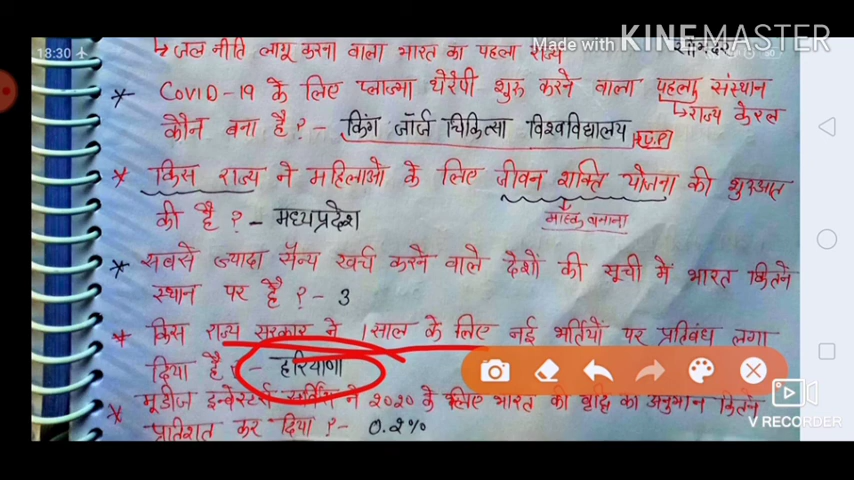 18:30
Made with KINEMASTER
↳ जल नीति लागू करना वाला भारत का पहला राज्य
* COVID-19 के लिए प्लाज्मा थेरेपी शुरू करने वाला पहला संस्थान
↳ राज्य केरल
कौन बना है? - किंग जॉर्ज चिकित्सा विश्वविद्यालय U.P
* किस राज्य ने महिलाओ के लिए जीवन शक्ति योजना की शुरुआत
की है? - मध्यप्रदेश
मास्क बनाना
* सबसे ज्यादा सैन्य खर्च करने वाले देशों की सूची में भारत कितने
स्थान पर है? - 3
* किस राज्य सरकार ने 1 साल के लिए नई भर्तियों पर प्रतिबंध लगा
दिया है - हरियाणा
* मूडीज इन्वेस्टर्स सर्विस ने 2020 के लिए भारत की वृद्धि का अनुमान कितने
प्रतिशत कर दिया? - 0.2%
V RECORDER